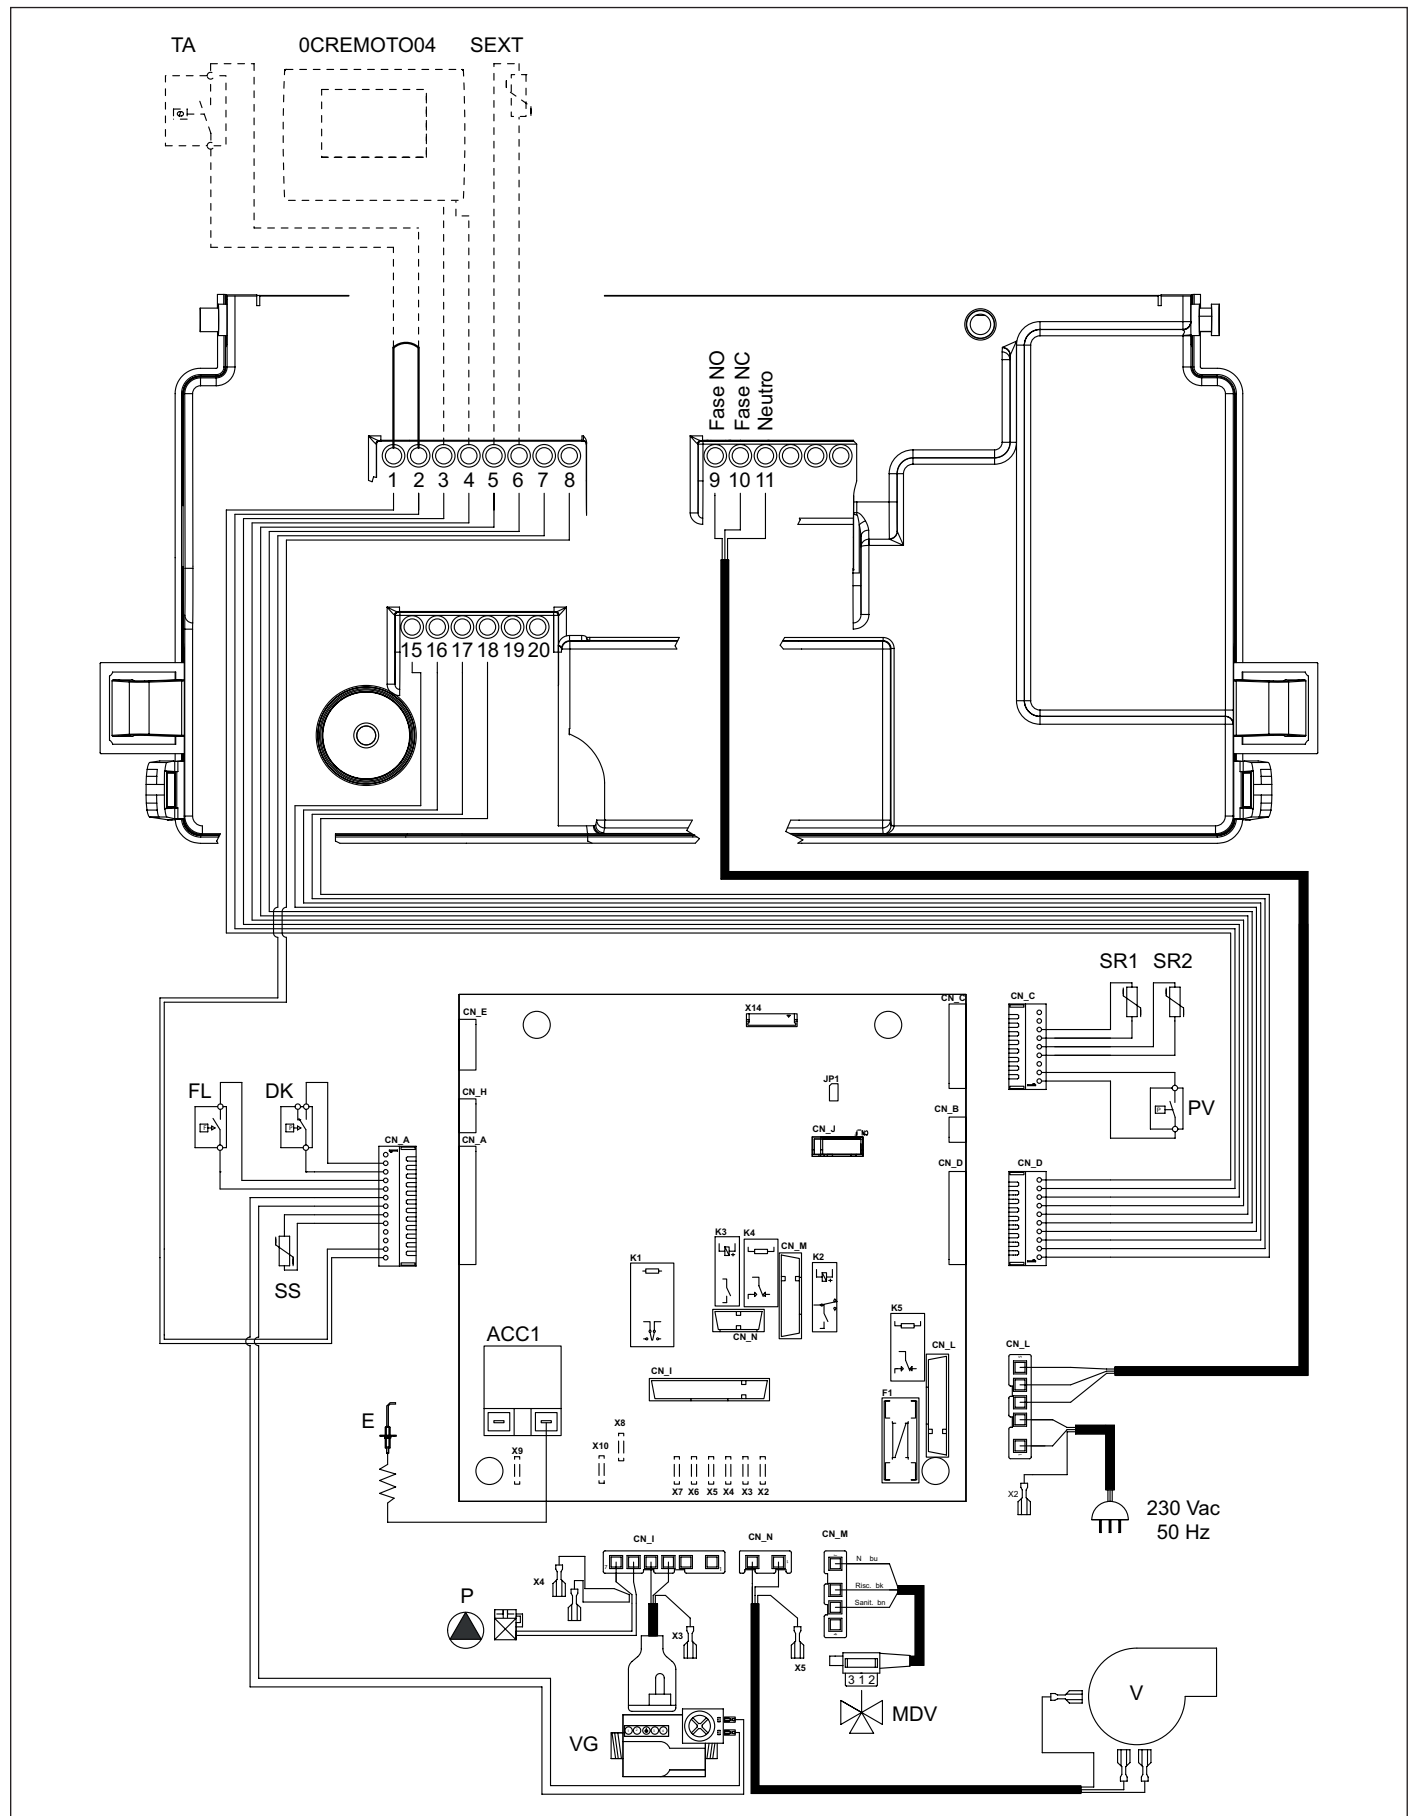 TA 0CREMOTO04 SEXT
Fase NO
Fase NC
Neutro
1 2 3 4 5 6 7 8
9 10 11
15 16 17 18 19 20
SR1 SR2
CN_E X14 CN_C CN_C
JP1
FL DK CN_H CN_B PV
CN_A CN_A CN_J CN_D CN_D
K3 K4 CN_M K2
K1
SS
CN_N K5
ACC1 CN_L CN_L
CN_I
F1
E X8
X9 X10
X7 X6 X5 X4 X3 X2 X2
230 Vac
50 Hz
CN_I CN_N CN_M
N bu
X4 Risc. bk
P Sanit. bn
X3 X5
3 1 2
V
MDV
VG